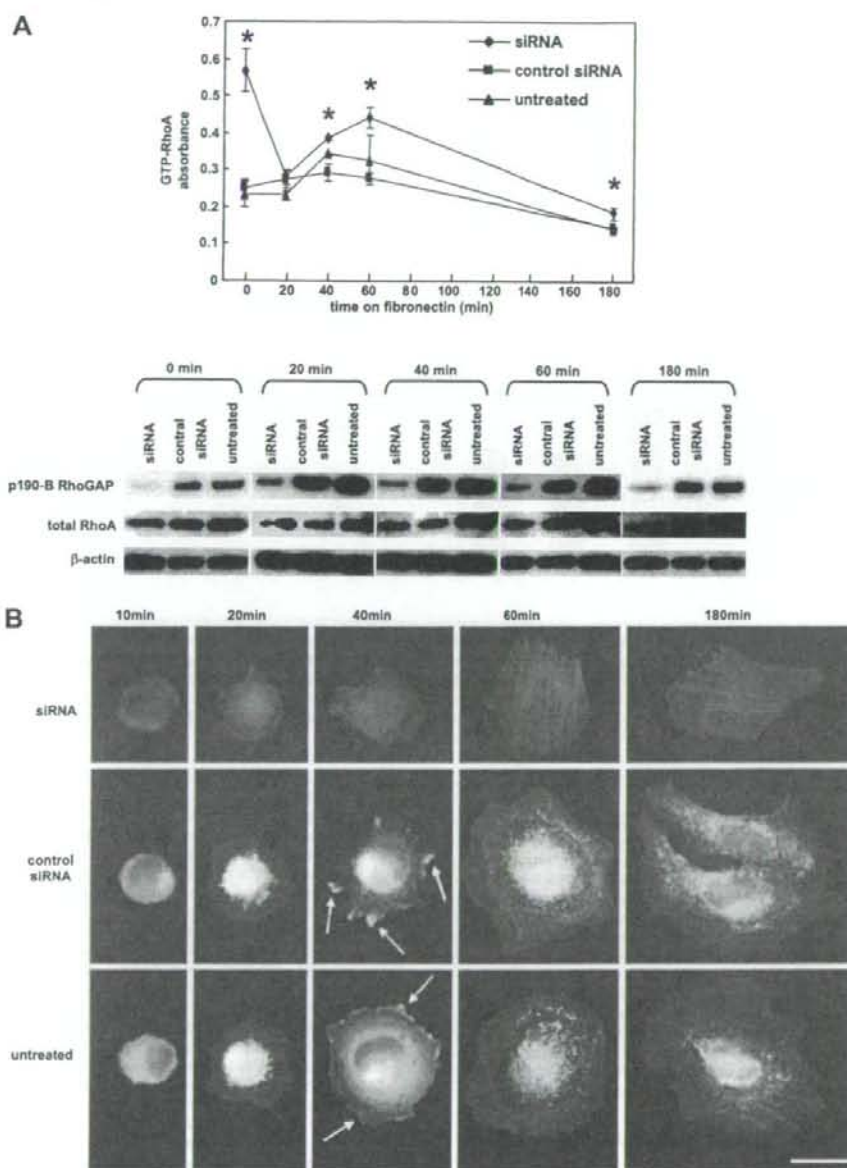 A
0.7
0.6
0.5
0.4
0.3
0.2
0.1
0
GTP-RhoA
absorbance
*
*
*
*
siRNA
control siRNA
untreated
0 20 40 60 80 100 120 140 160 180
time on fibronectin (min)
0 min 20 min 40 min 60 min 180 min
siRNA
contral
siRNA
untreated
siRNA
control
siRNA
untreated
siRNA
control
siRNA
untreated
siRNA
control
siRNA
untreated
siRNA
control
siRNA
untreated
p190-B RhoGAP
total RhoA
β-actin
B
10min 20min 40min 60min 180min
siRNA
control
siRNA
untreated